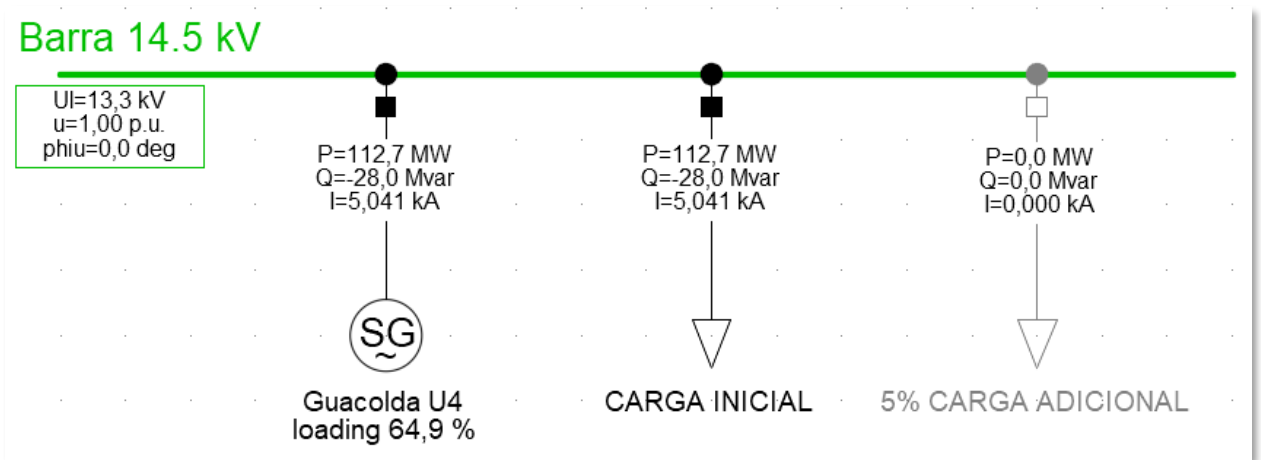 Barra 14.5 kV
Ul=13,3 kV
u=1,00 p.u.
phiu=0,0 deg
P=112,7 MW
Q=-28,0 Mvar
I=5,041 kA
P=112,7 MW
Q=-28,0 Mvar
I=5,041 kA
P=0,0 MW
Q=0,0 Mvar
I=0,000 kA
SG
~
Guacolda U4
loading 64,9 %
CARGA INICIAL
5% CARGA ADICIONAL